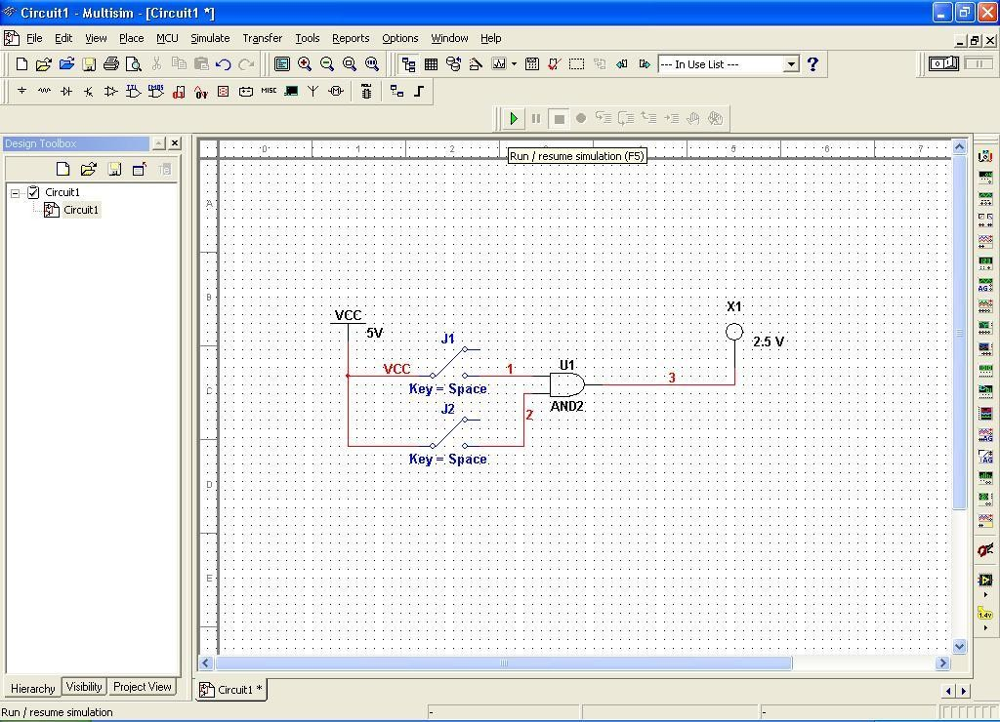 Circuit1 - Multisim - [Circuit1 *]
File Edit View Place MCU Simulate Transfer Tools Reports Options Window Help
--- In Use List ---
MISC
Run / resume simulation (F5)
Design Toolbox
0 1 2 4 5 6 7
Circuit1
Circuit1
A
B
C
D
E
VCC
5V
X1
2.5 V
J1
VCC
1
U1
3
Key = Space
AND2
J2
2
Key = Space
AG
AG
AG
1.4v
Hierarchy Visibility Project View
Circuit1 *
Run / resume simulation
- - -